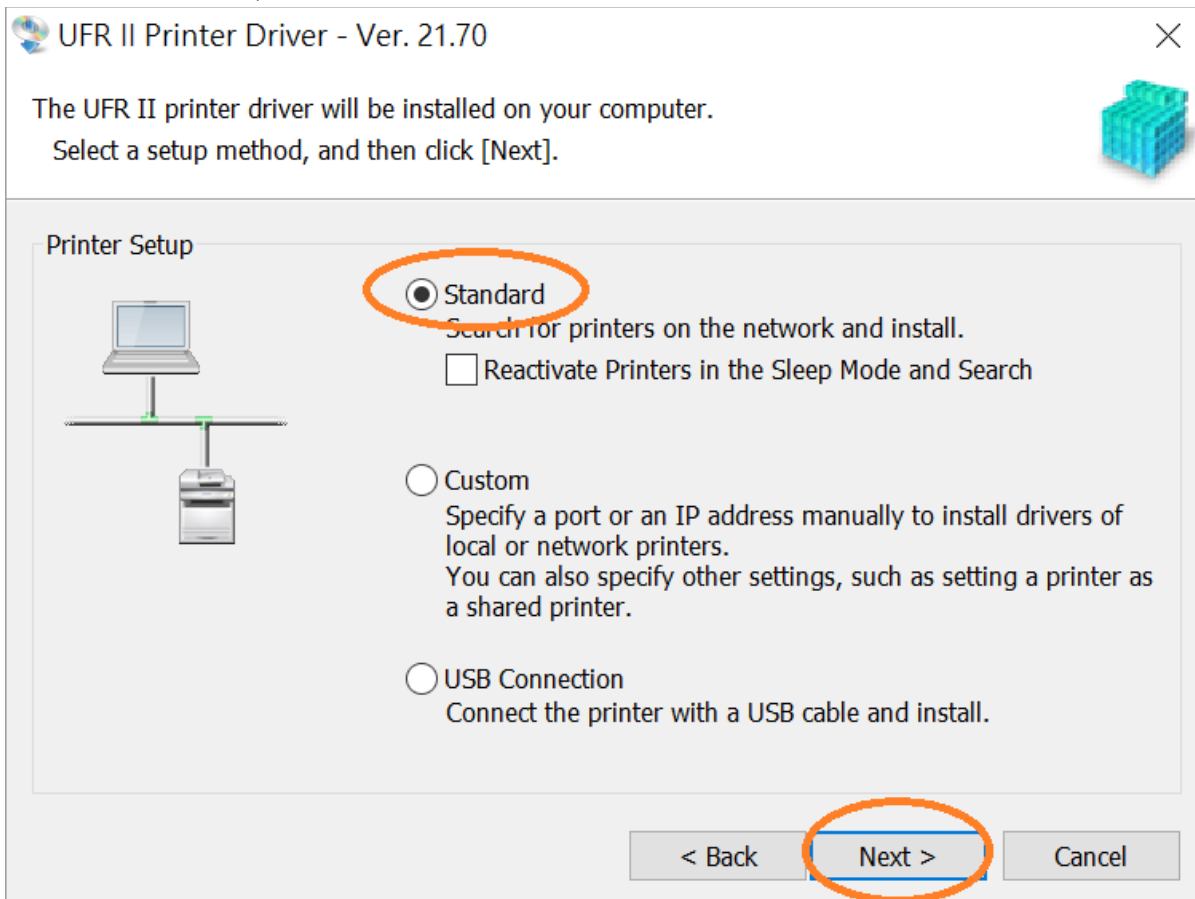 UFR II Printer Driver - Ver. 21.70
The UFR II printer driver will be installed on your computer.
Select a setup method, and then click [Next].
Printer Setup
Standard
Search for printers on the network and install.
Reactivate Printers in the Sleep Mode and Search
Custom
Specify a port or an IP address manually to install drivers of
local or network printers.
You can also specify other settings, such as setting a printer as
a shared printer.
USB Connection
Connect the printer with a USB cable and install.
< Back
Next >
Cancel